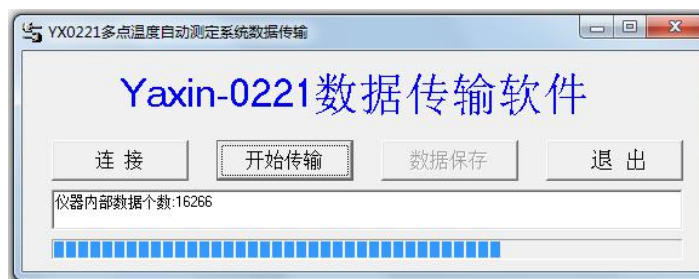 YX0221多点温度自动测定系统数据传输
Yaxin-0221数据传输软件
连 接 开始传输 数据保存 退 出
仪器内部数据个数:16266